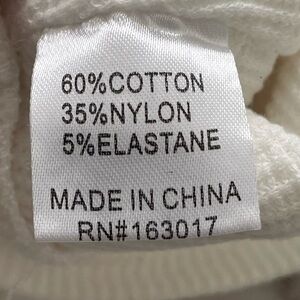 60%COTTON
35%NYLON
5%ELASTANE
MADE IN CHINA
RN#163017